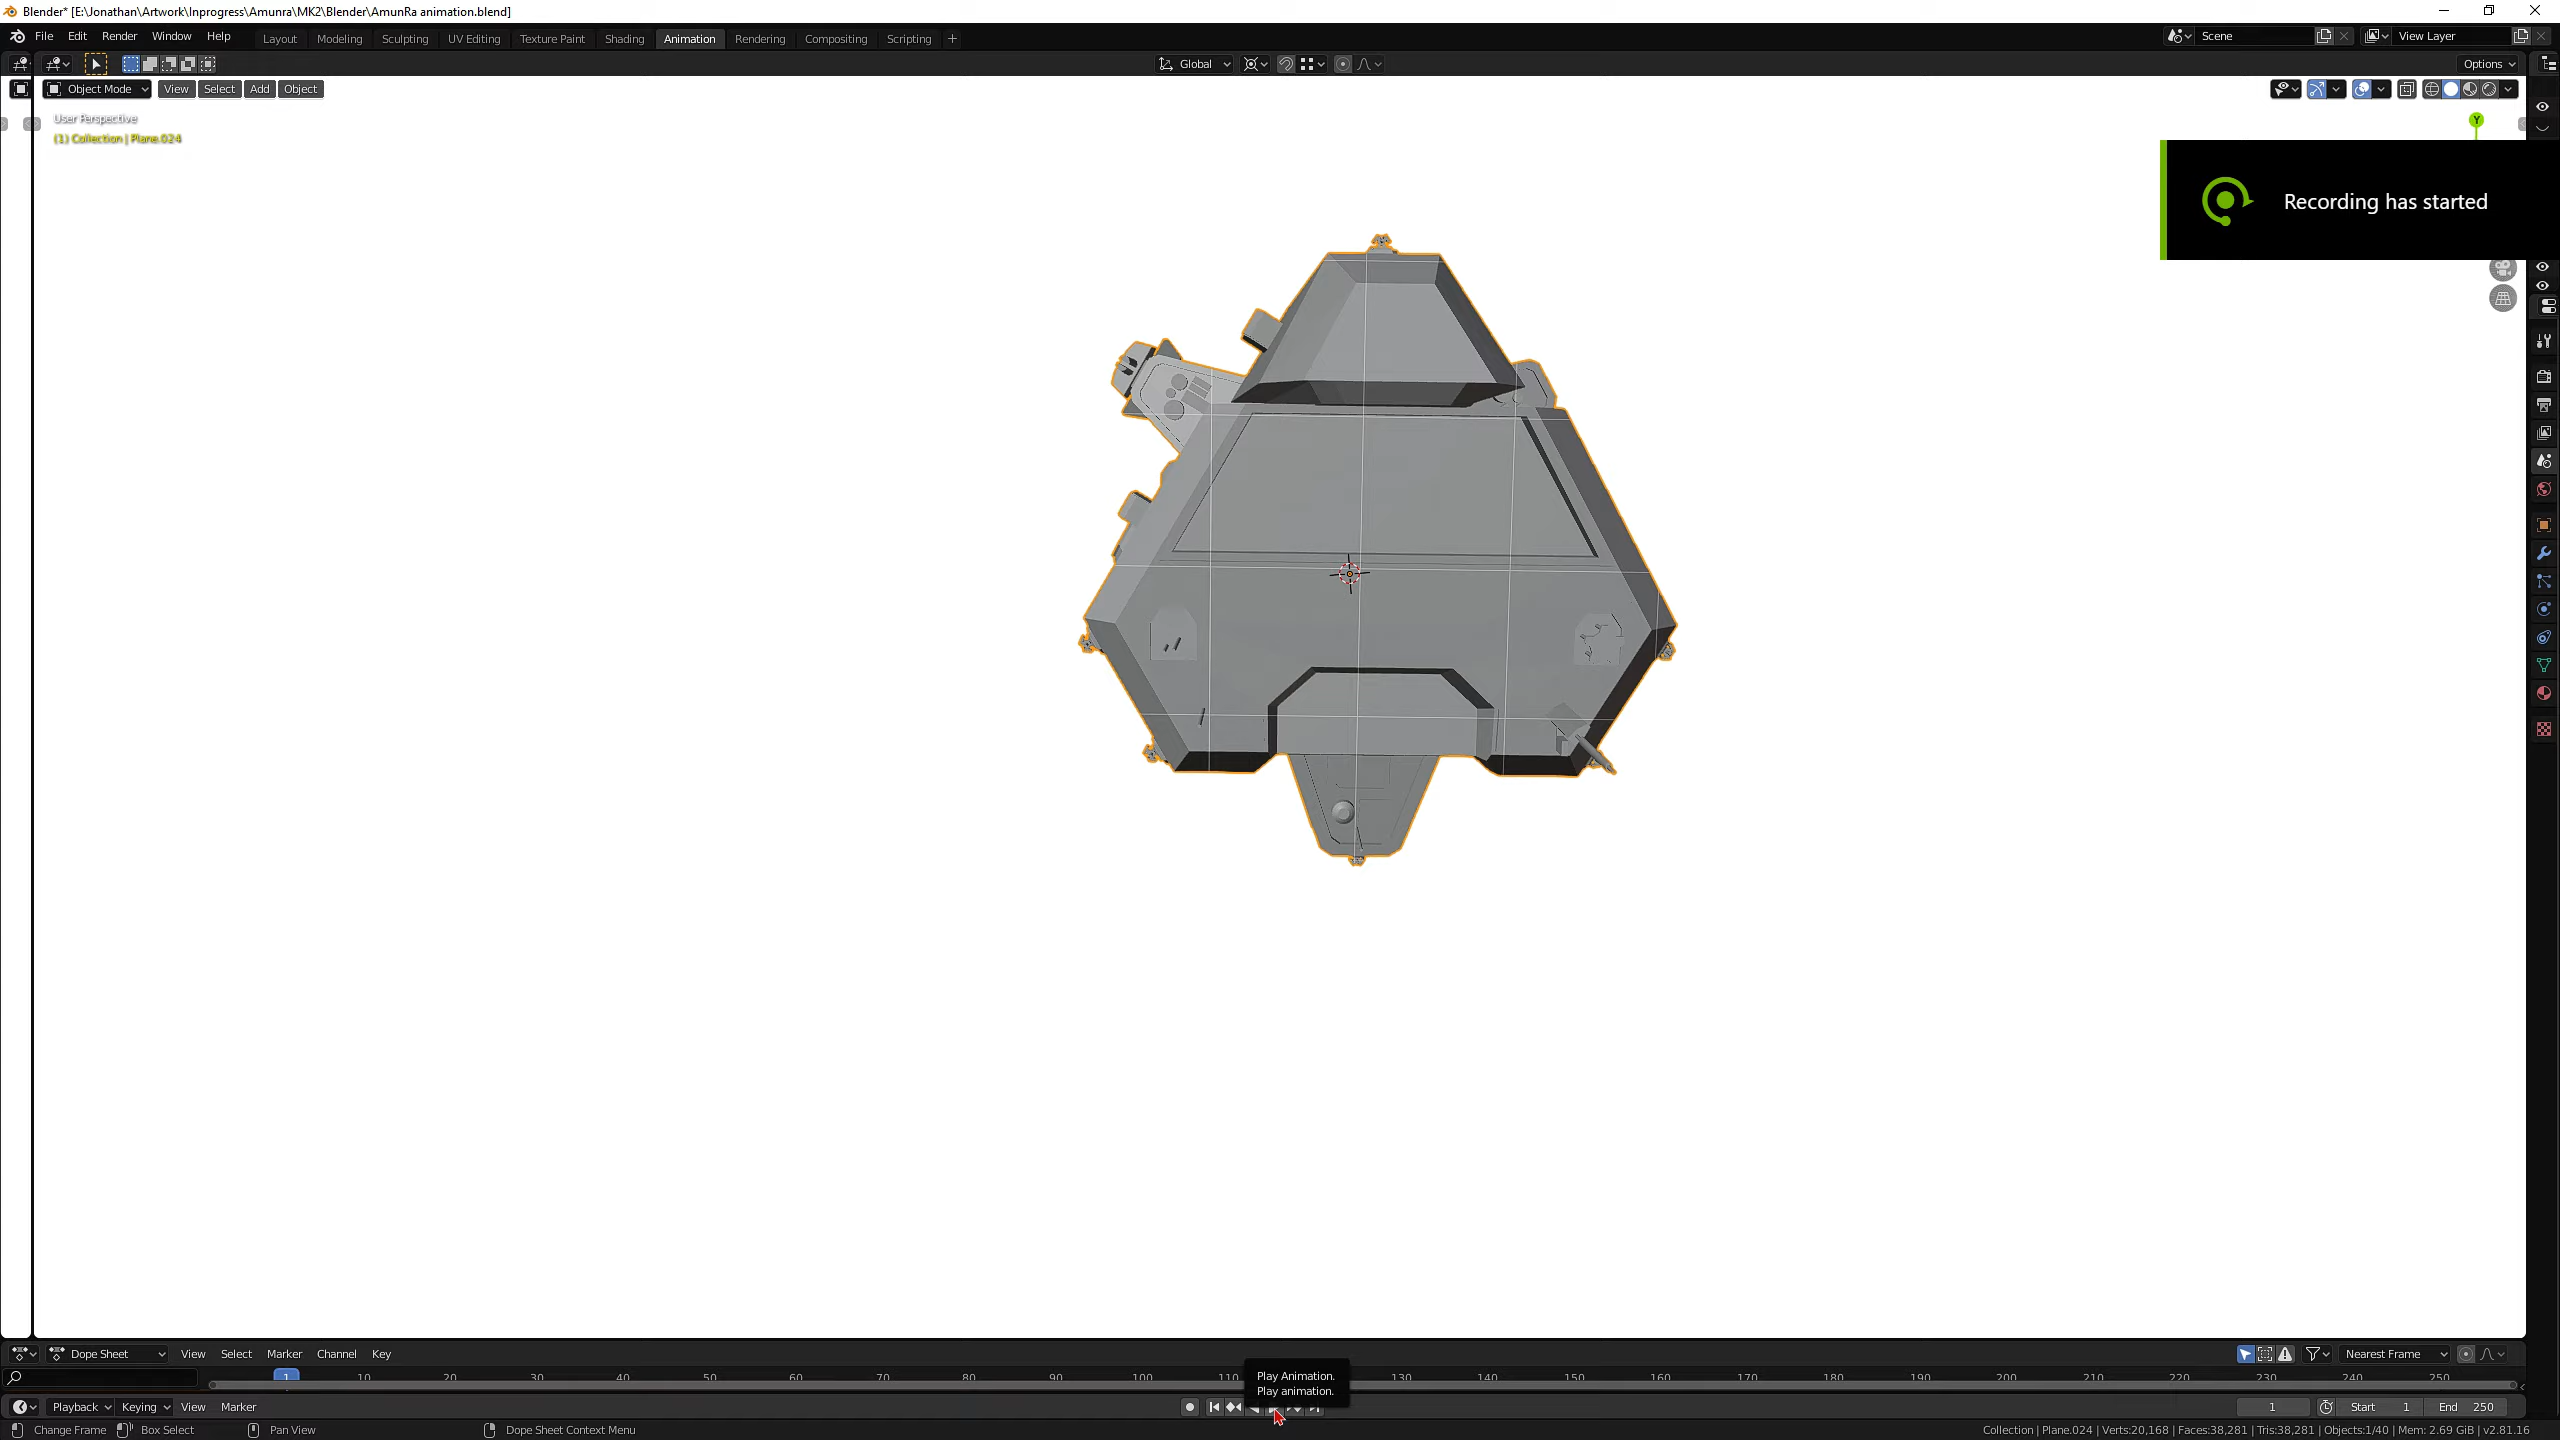 Blender* [E:\Jonathan\Artwork\Inprogress\Amunra\MK2\Blender\AmunRa animation.blend]
File Edit Render Window Help Layout Modeling Sculpting UV Editing Texture Paint Shading Animation Rendering Compositing Scripting + Scene View Layer
Global Options
Object Mode View Select Add Object
User Perspective
(1) Collection | Plane.024
Y
Recording has started
Dope Sheet View Select Marker Channel Key Nearest Frame
1 10 20 30 40 50 60 70 80 90 100 110 130 140 150 160 170 180 190 200 210 220 230 240 250
Play Animation.
Play animation.
Playback Keying View Marker 1 Start 1 End 250
Change Frame Box Select Pan View Dope Sheet Context Menu Collection | Plane.024 | Verts:20,168 | Faces:38,281 | Tris:38,281 | Objects:1/40 | Mem: 2.69 GiB | v2.81.16